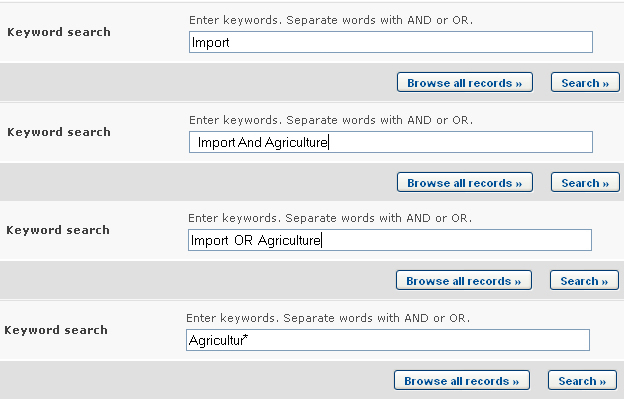 Enter keywords. Separate words with AND or OR.
Keyword search
Import
Browse all records » Search »
Enter keywords. Separate words with AND or OR.
Keyword search
Import And Agriculture
Browse all records » Search »
Enter keywords. Separate words with AND or OR.
Keyword search
Import OR Agriculture
Browse all records » Search »
Enter keywords. Separate words with AND or OR.
Keyword search
Agricultur*
Browse all records » Search »